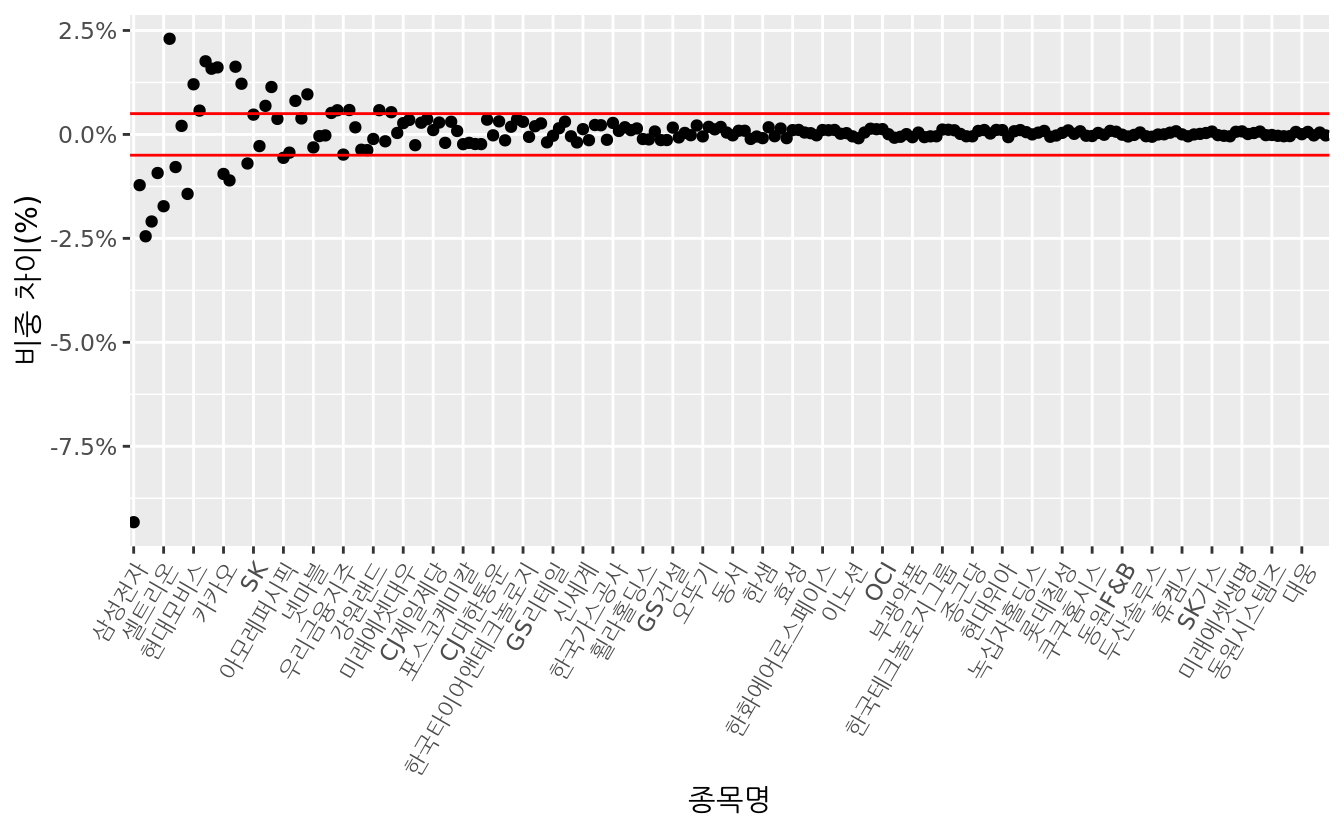 2.5%
0.0%
-2.5%
-5.0%
-7.5%
비중 차이(%)
삼성전자
셀트리온
현대모비스
카카오
SK
아모레퍼시픽
넷마블
우리금융지주
강원랜드
미래에셋대우
CJ제일제당
포스코케미칼
CJ대한통운
한국타이어앤테크놀로지
GS리테일
신세계
한국가스공사
휠라홀딩스
GS건설
오뚜기
동서
한샘
효성
한화에어로스페이스
이노션
OCI
부광약품
한국테크놀로지그룹
종근당
현대위아
녹십자홀딩스
롯데칠성
쿠쿠홈시스
동원F&B
두산솔루스
휴켐스
SK가스
미래에셋생명
동원시스템즈
대웅
종목명